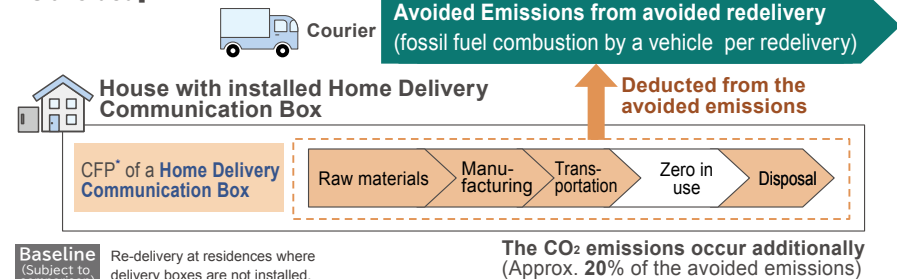 Courier
Avoided Emissions from avoided redelivery
(fossil fuel combustion by a vehicle per redelivery)
House with installed Home Delivery
Communication Box
Deducted from the
avoided emissions
CFP* of a Home Delivery
Communication Box
Raw materials
Manu-
facturing
Trans-
portation
Zero in
use
Disposal
Baseline
(Subject to
Re-delivery at residences where
delivery boxes are not installed.
The CO₂ emissions occur additionally
(Approx. 20% of the avoided emissions)